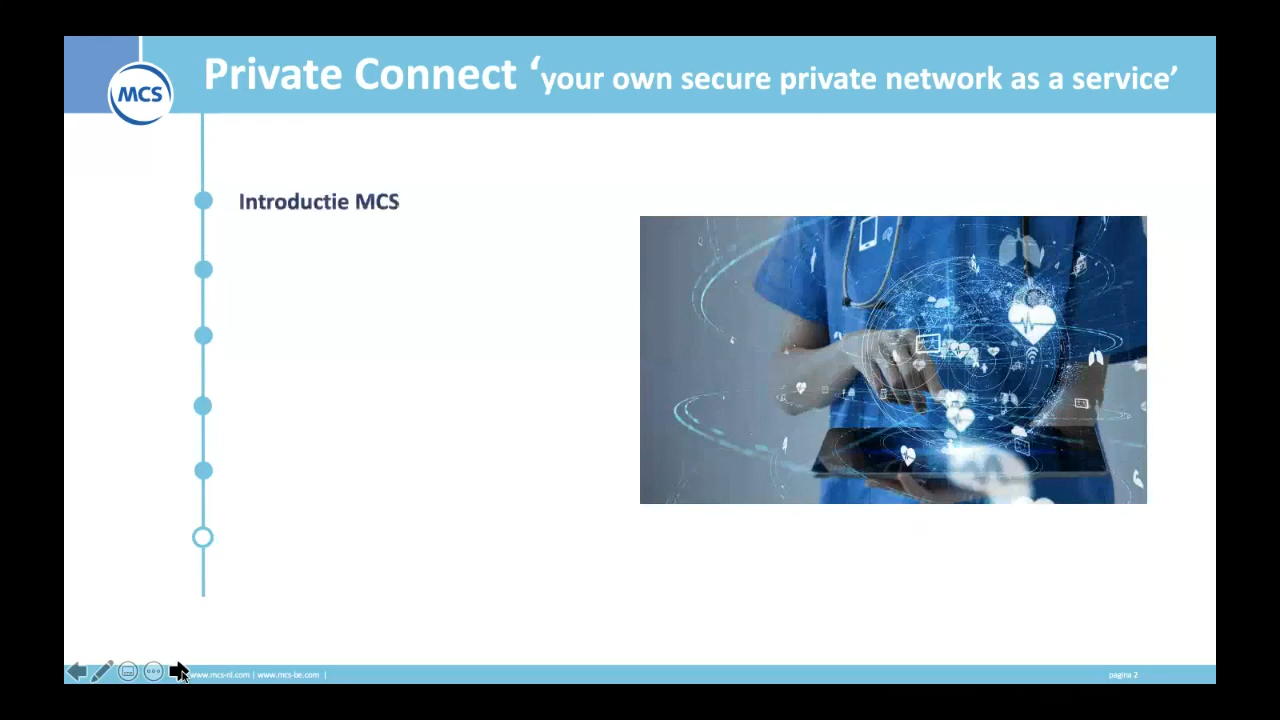 Private Connect ‘your own secure private network as a service’
MCS
Introductie MCS
www.mcs-nl.com | www.mcs-be.com |
pagina 2